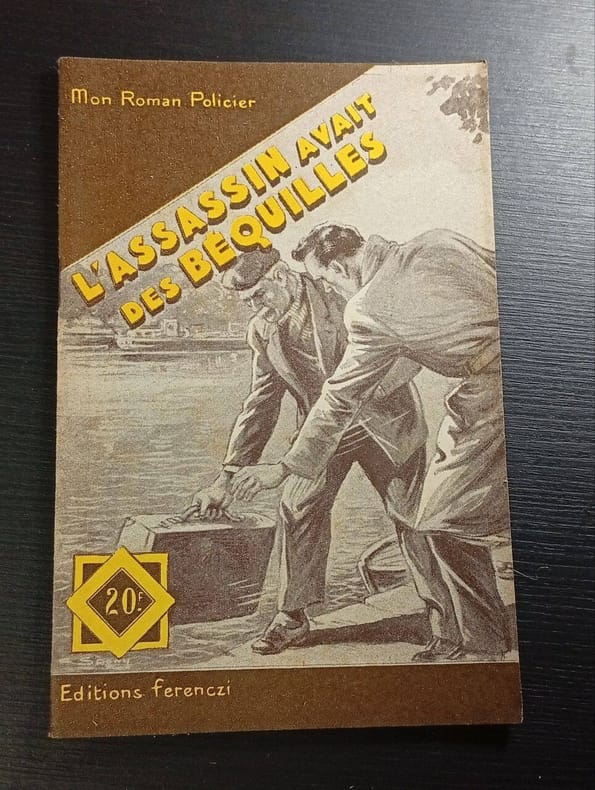 Mon Roman Policier
L'ASSASSIN AVAIT
DES BÉQUILLES
20F.
Editions ferenczi